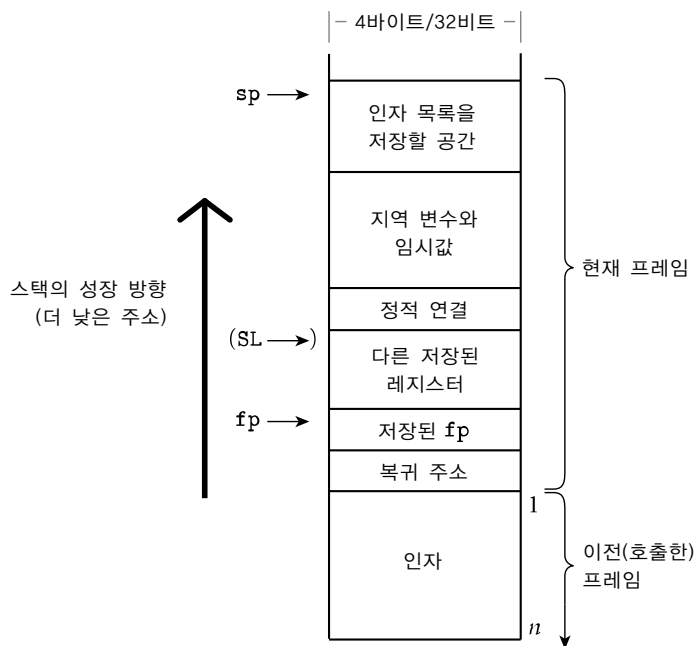 4바이트/32비트
sp
인자 목록을
저장할 공간
지역 변수와
임시값
현재 프레임
스택의 성장 방향
(더 낮은 주소)
정적 연결
(SL )
다른 저장된
레지스터
fp
저장된 fp
복귀 주소
1
인자
이전(호출한)
프레임
n